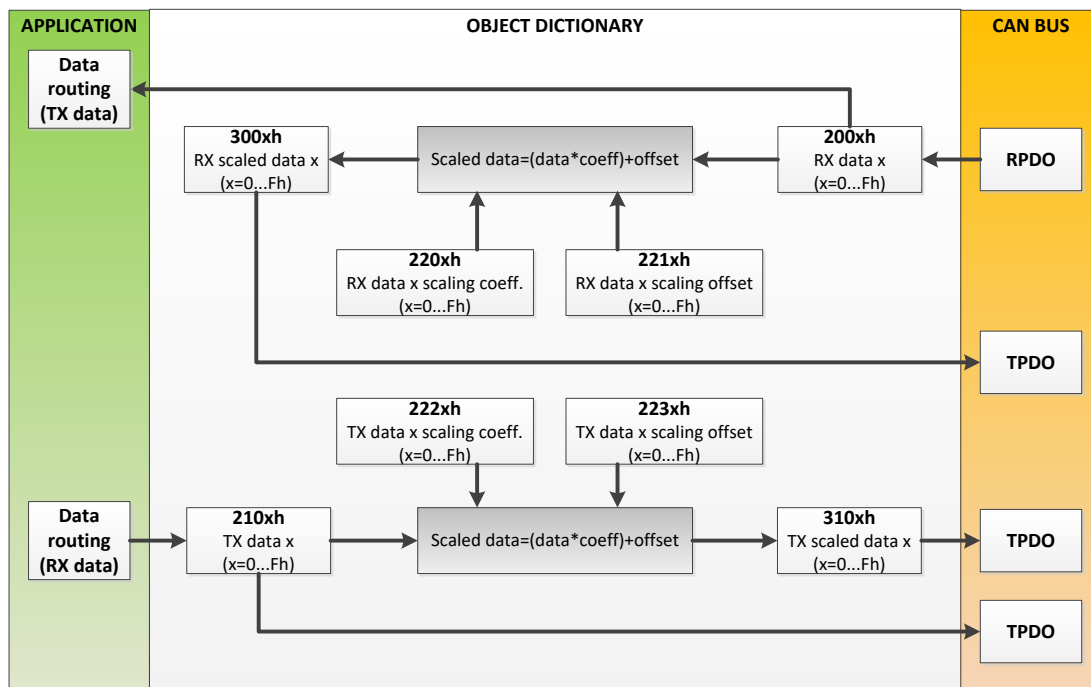 APPLICATION
OBJECT DICTIONARY
CAN BUS
Data
routing
(TX data)
300xh
RX scaled data x
(x=0...Fh)
Scaled data=(data*coeff)+offset
200xh
RX data x
(x=0...Fh)
RPDO
220xh
RX data x scaling coeff.
(x=0...Fh)
221xh
RX data x scaling offset
(x=0...Fh)
TPDO
222xh
TX data x scaling coeff.
(x=0...Fh)
223xh
TX data x scaling offset
(x=0...Fh)
Data
routing
(RX data)
210xh
TX data x
(x=0...Fh)
Scaled data=(data*coeff)+offset
310xh
TX scaled data x
(x=0...Fh)
TPDO
TPDO